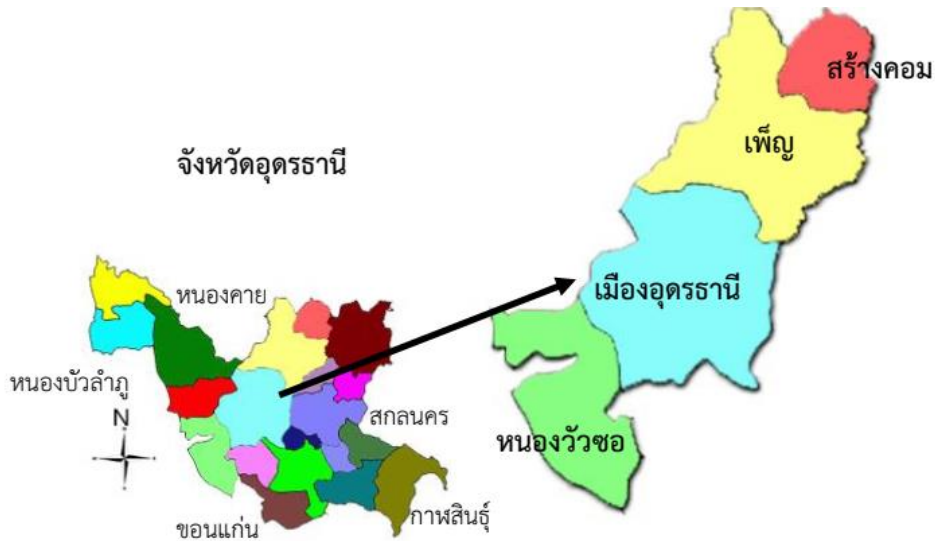 สร้างคอม
เพ็ญ
จังหวัดอุดรธานี
หนองคาย
เมืองอุดรธานี
หนองบัวลำภู
N
สกลนคร
หนองวัวซอ
ขอนแก่น
กาฬสินธุ์